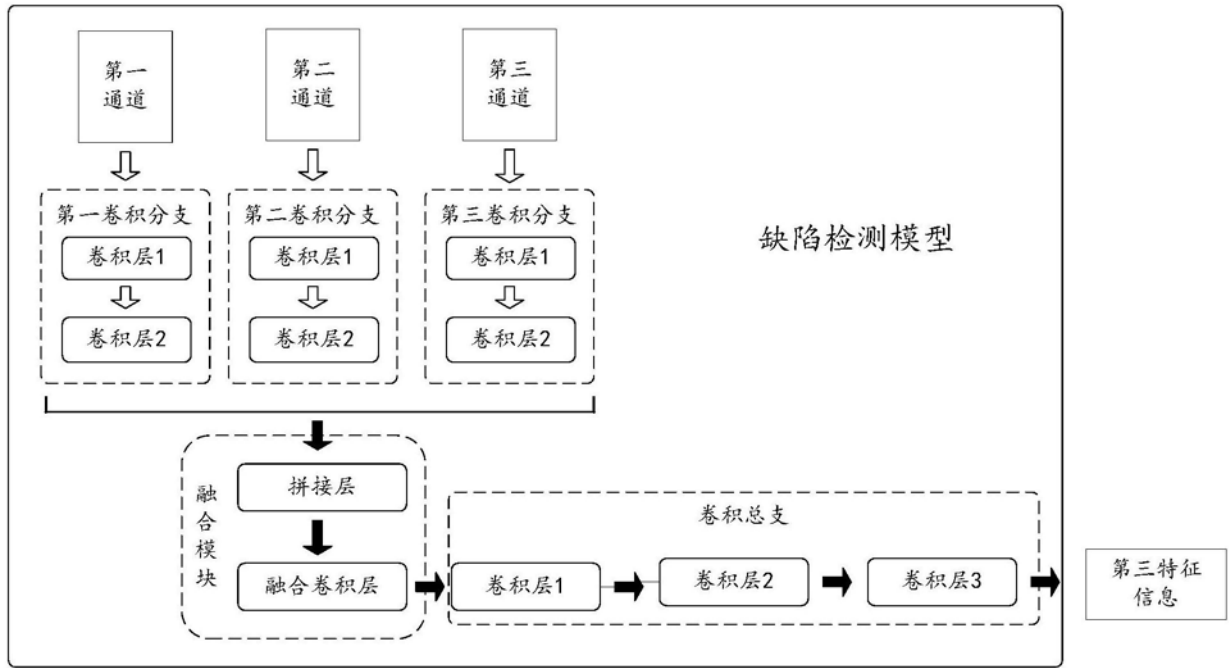 第一
通道
第二
通道
第三
通道
第一卷积分支
卷积层1
卷积层2
第二卷积分支
卷积层1
卷积层2
第三卷积分支
卷积层1
卷积层2
缺陷检测模型
融合模块
拼接层
融合卷积层
卷积总支
卷积层1
卷积层2
卷积层3
第三特征
信息